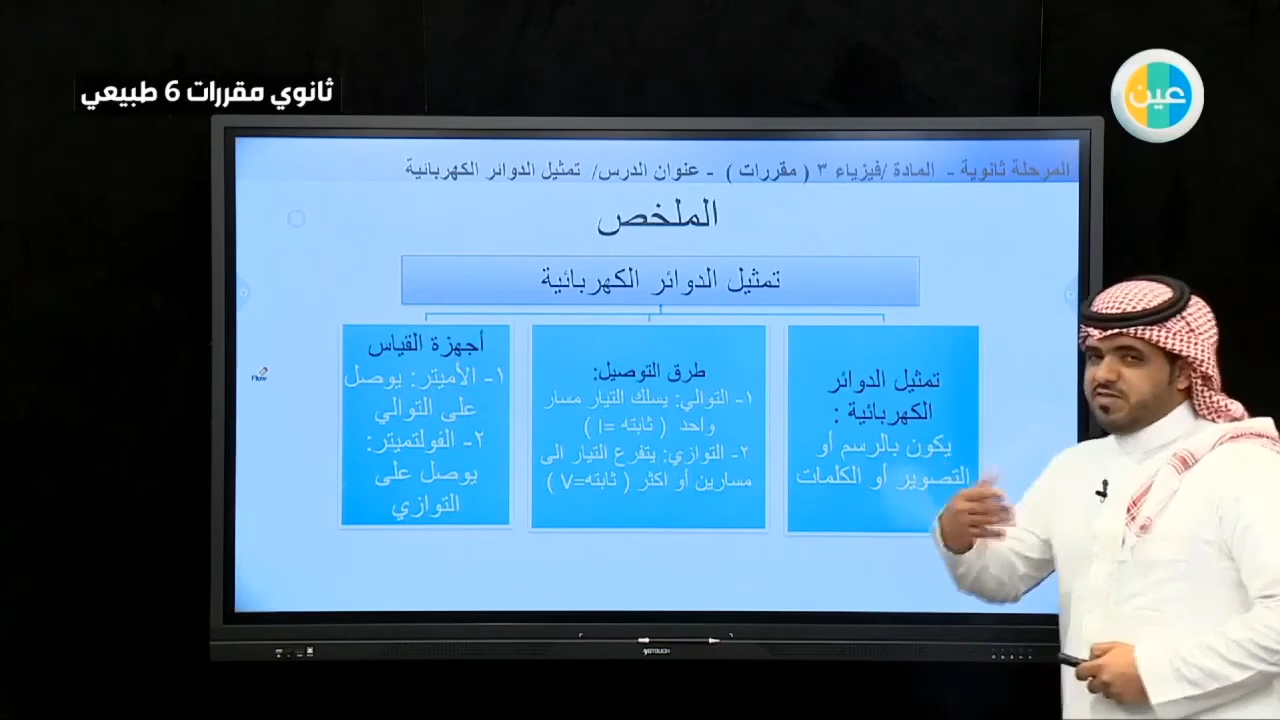 ثانوي مقررات 6 طبيعي
عين
المرحلة ثانوية - المادة /فيزياء ٣ ( مقررات ) - عنوان الدرس/ تمثيل الدوائر الكهربائية
الملخص
تمثيل الدوائر الكهربائية
تمثيل الدوائر
الكهربائية :
يكون بالرسم أو
التصوير أو الكلمات
طرق التوصيل:
١- التوالي: يسلك التيار مسار
واحد ( ثابته =I )
٢- التوازي: يتفرع التيار الى
مسارين أو اكثر ( ثابته=V )
أجهزة القياس
١- الأميتر: يوصل
على التوالي
٢- الفولتميتر:
يوصل على
التوازي
Flow